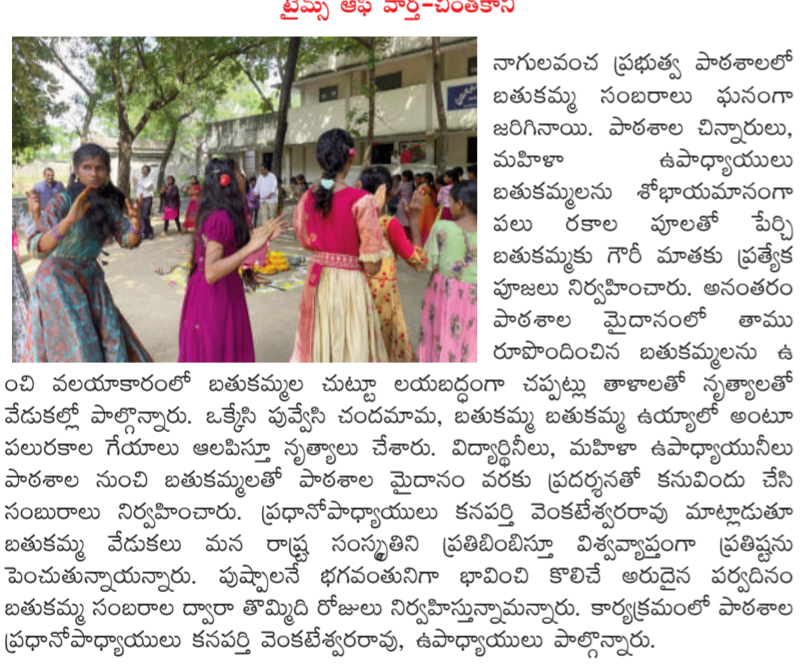 టైమ్స్ ఆఫ్ వార్త-చింతకాని
నాగులవంచ ప్రభుత్వ పాఠశాలలో
బతుకమ్మ సంబరాలు ఘనంగా
జరిగినాయి. పాఠశాల చిన్నారులు,
మహిళా ఉపాధ్యాయులు
బతుకమ్మలను శోభాయమానంగా
పలు రకాల పూలతో పేర్చి
బతుకమ్మకు గౌరీ మాతకు ప్రత్యేక
పూజలు నిర్వహించారు. అనంతరం
పాఠశాల మైదానంలో తాము
రూపొందించిన బతుకమ్మలను ఉ
ంచి వలయాకారంలో బతుకమ్మల చుట్టూ లయబద్ధంగా చప్పట్లు తాళాలతో నృత్యాలతో
వేడుకల్లో పాల్గొన్నారు. ఒక్కేసి పువ్వేసి చందమామ, బతుకమ్మ బతుకమ్మ ఉయ్యాలో అంటూ
పలురకాల గేయాలు ఆలపిస్తూ నృత్యాలు చేశారు. విద్యార్థినీలు, మహిళా ఉపాధ్యాయునీలు
పాఠశాల నుంచి బతుకమ్మలతో పాఠశాల మైదానం వరకు ప్రదర్శనతో కనువిందు చేసి
సంబురాలు నిర్వహించారు. ప్రధానోపాధ్యాయులు కనపర్తి వెంకటేశ్వరరావు మాట్లాడుతూ
బతుకమ్మ వేడుకలు మన రాష్ట్ర సంస్కృతిని ప్రతిబింబిస్తూ విశ్వవ్యాప్తంగా ప్రతిష్టను
పెంచుతున్నాయన్నారు. పుష్పాలనే భగవంతునిగా భావించి కొలిచే అరుదైన పర్వదినం
బతుకమ్మ సంబరాల ద్వారా తొమ్మిది రోజులు నిర్వహిస్తున్నామన్నారు. కార్యక్రమంలో పాఠశాల
ప్రధానోపాధ్యాయులు కనపర్తి వెంకటేశ్వరరావు, ఉపాధ్యాయులు పాల్గొన్నారు.